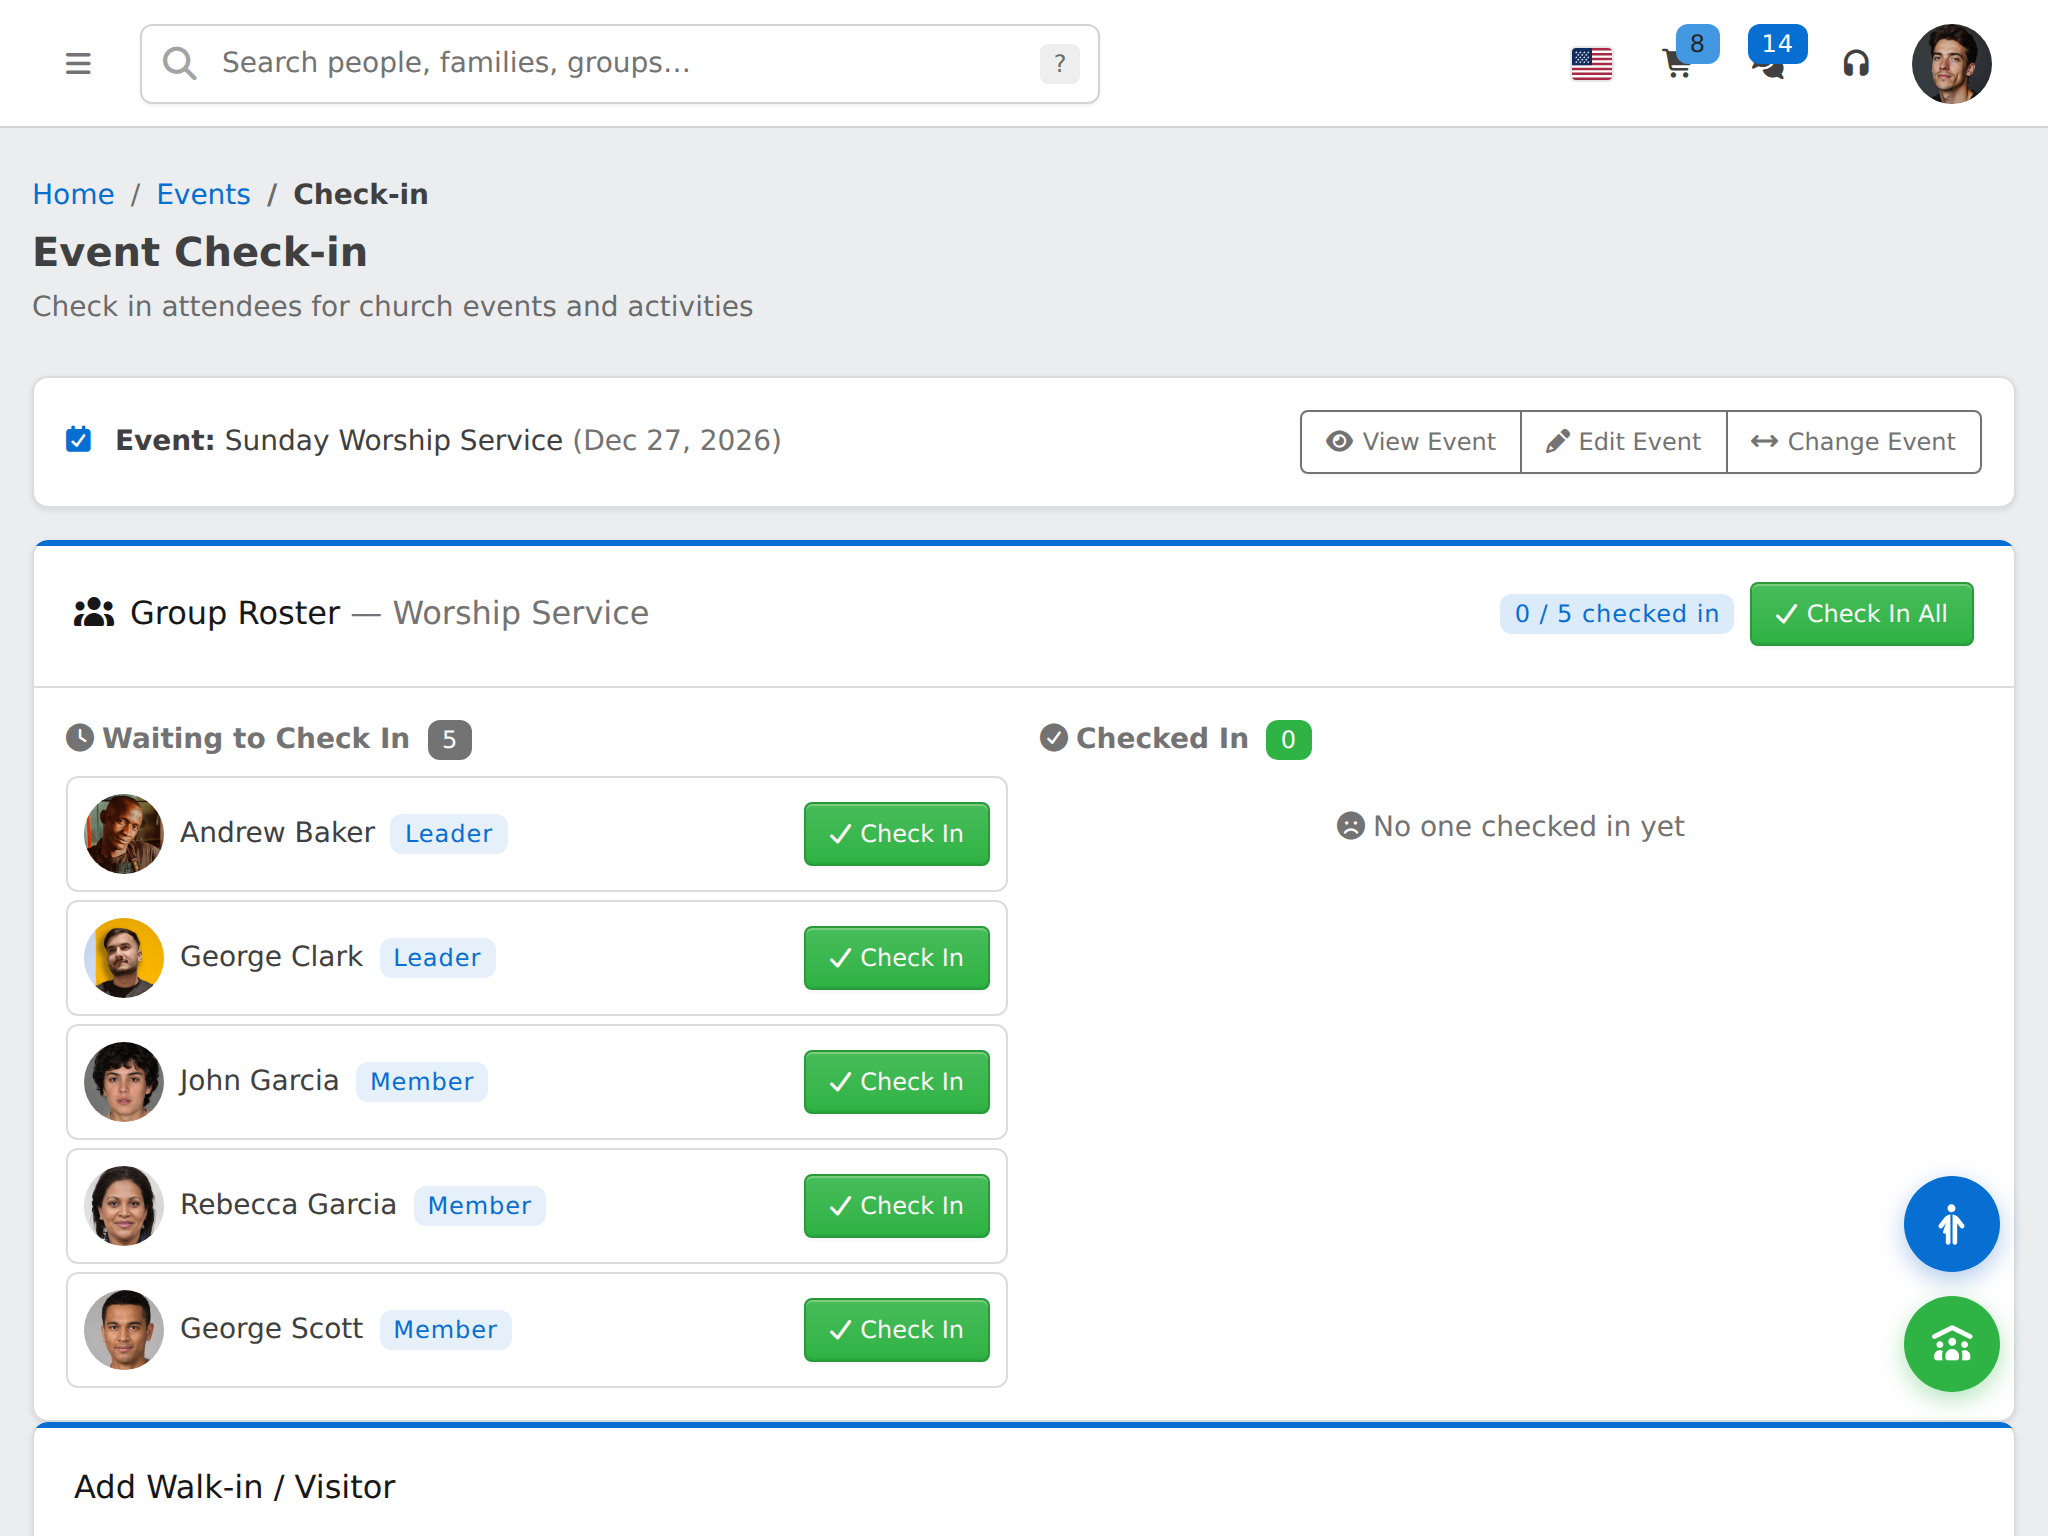 Search people, families, groups... ?
8
14
Home / Events / Check-in
Event Check-in
Check in attendees for church events and activities
Event: Sunday Worship Service (Dec 27, 2026)
View Event
Edit Event
Change Event
Group Roster — Worship Service
0 / 5 checked in
Check In All
Waiting to Check In 5
Andrew Baker Leader
Check In
George Clark Leader
Check In
John Garcia Member
Check In
Rebecca Garcia Member
Check In
George Scott Member
Check In
Checked In 0
No one checked in yet
Add Walk-in / Visitor